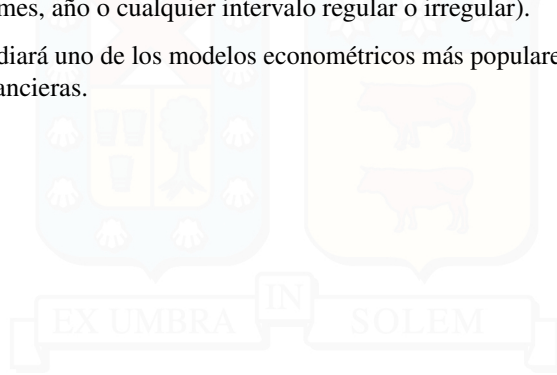 mes, año o cualquier intervalo regular o irregular).
diará uno de los modelos econométricos más populare
ancieras.
EX UMBRA IN SOLEM